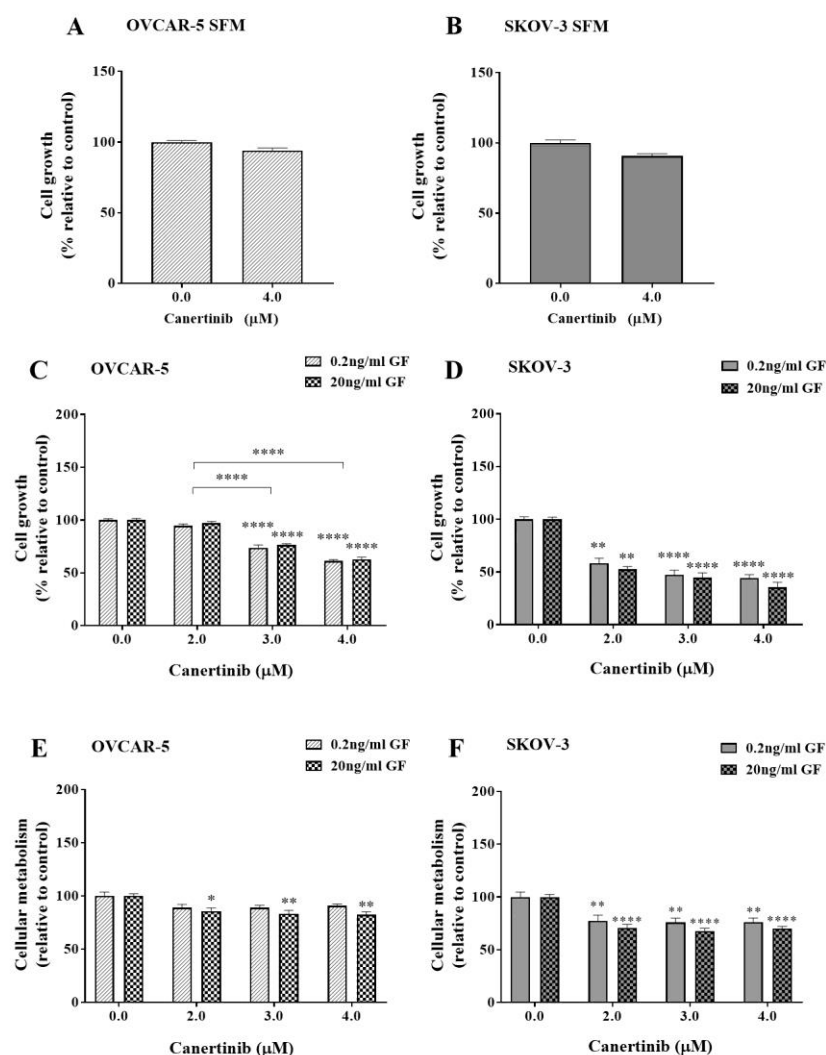 A OVCAR-5 SFM
150
100
50
0
Cell growth
(% relative to control)
0.0 4.0
Canertinib (μM)
B SKOV-3 SFM
150
100
50
0
Cell growth
(% relative to control)
0.0 4.0
Canertinib (μM)
C OVCAR-5
0.2ng/ml GF
20ng/ml GF
200
150
100
50
0
Cell growth
(% relative to control)
****
****
**** **** **** ****
0.0 2.0 3.0 4.0
Canertinib (μM)
D SKOV-3
0.2ng/ml GF
20ng/ml GF
200
150
100
50
0
Cell growth
(% relative to control)
** ** **** **** **** ****
0.0 2.0 3.0 4.0
Canertinib (μM)
E OVCAR-5
0.2ng/ml GF
20ng/ml GF
200
150
100
50
0
Cellular metabolism
(relative to control)
* ** **
0.0 2.0 3.0 4.0
Canertinib (μM)
F SKOV-3
0.2ng/ml GF
20ng/ml GF
200
150
100
50
0
Cellular metabolism
(relative to control)
** **** ** **** ** ****
0.0 2.0 3.0 4.0
Canertinib (μM)